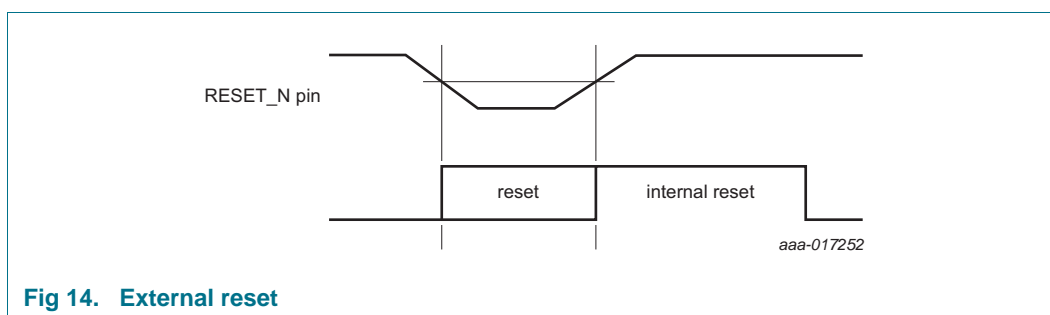 RESET_N pin
reset
internal reset
aaa-017252
Fig 14. External reset